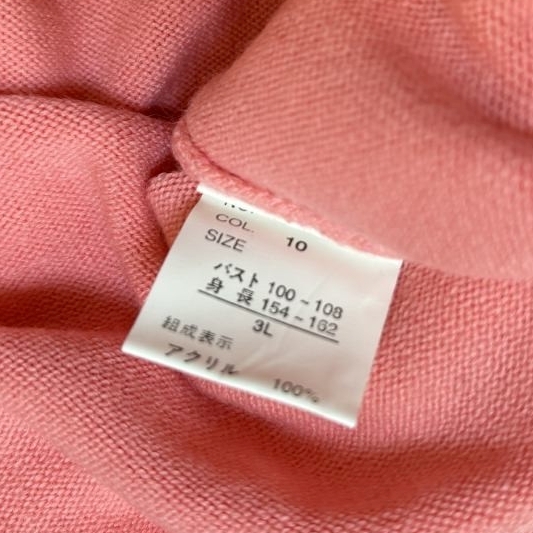 COL. 10
SIZE
バスト 100~108
身長 154~162
3L
組成表示
アクリル 100%